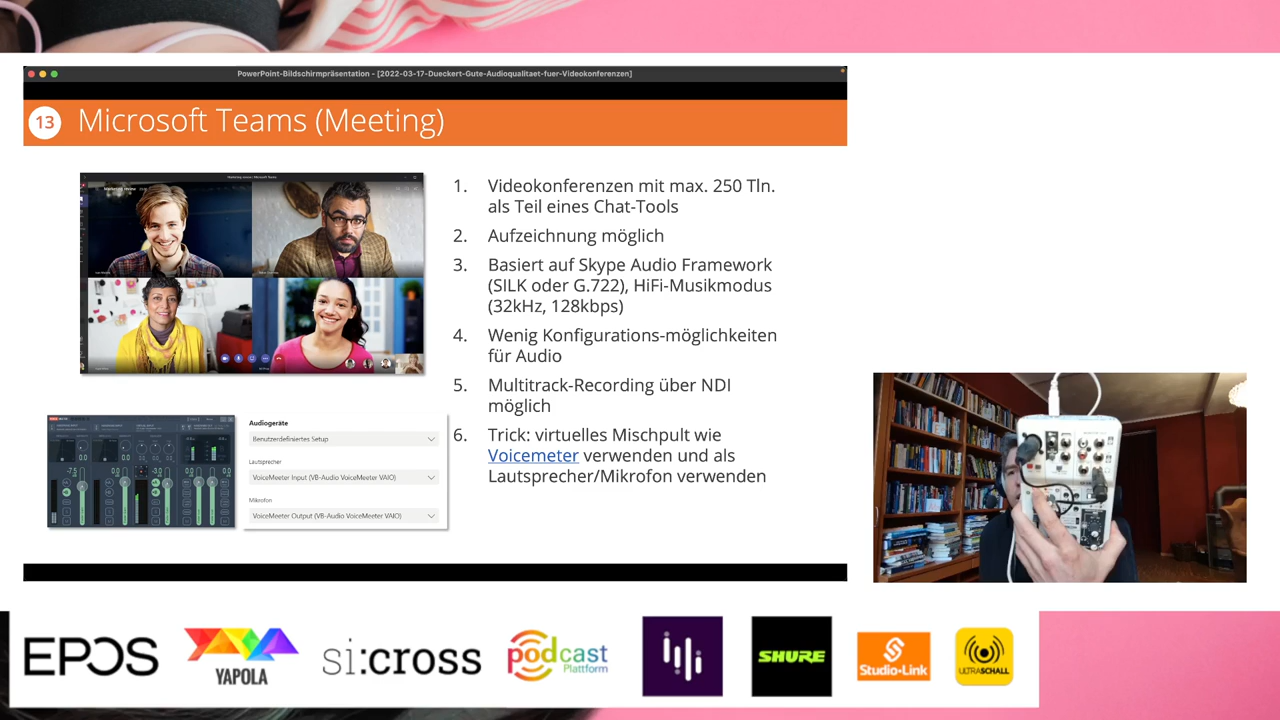 PowerPoint-Bildschirmpräsentation - [2022-03-17-Dueckert-Gute-Audioqualitaet-fuer-Videokonferenzen]
13 Microsoft Teams (Meeting)
1. Videokonferenzen mit max. 250 Tln.
als Teil eines Chat-Tools
2. Aufzeichnung möglich
3. Basiert auf Skype Audio Framework
(SILK oder G.722), HiFi-Musikmodus
(32kHz, 128kbps)
4. Wenig Konfigurations-möglichkeiten
für Audio
5. Multitrack-Recording über NDI
möglich
6. Trick: virtuelles Mischpult wie
Voicemeter verwenden und als
Lautsprecher/Mikrofon verwenden
Audiogeräte
Benutzerdefiniertes Setup
Lautsprecher
VoiceMeeter Input (VB-Audio VoiceMeeter VAIO)
Mikrofon
VoiceMeeter Output (VB-Audio VoiceMeeter VAIO)
EPOS
YAPOLA
si:cross
podcast
Plattform
SHURE
Studio-Link
ULTRASCHALL